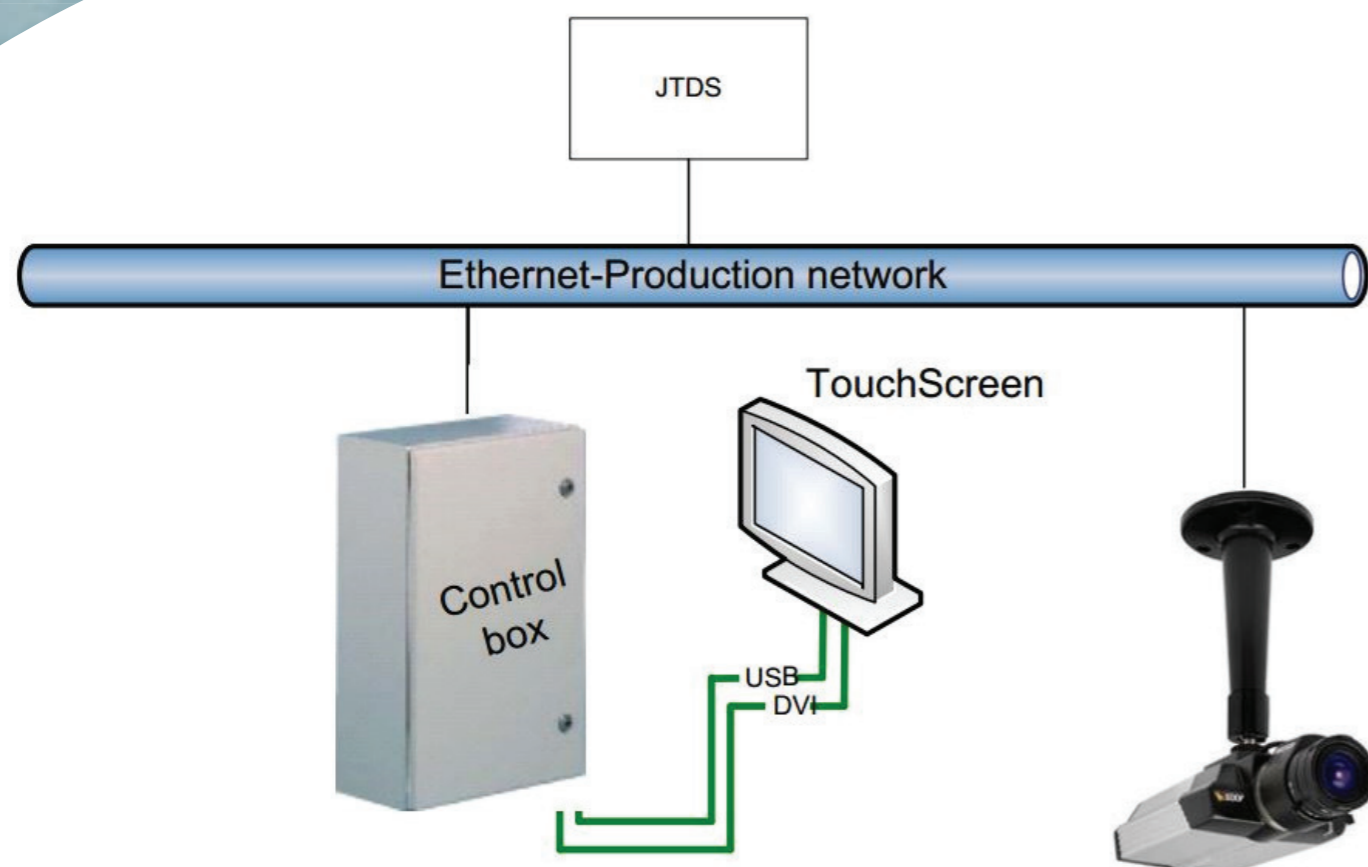 JTDS
Ethernet-Production network
TouchScreen
Control
box
USB
DVI